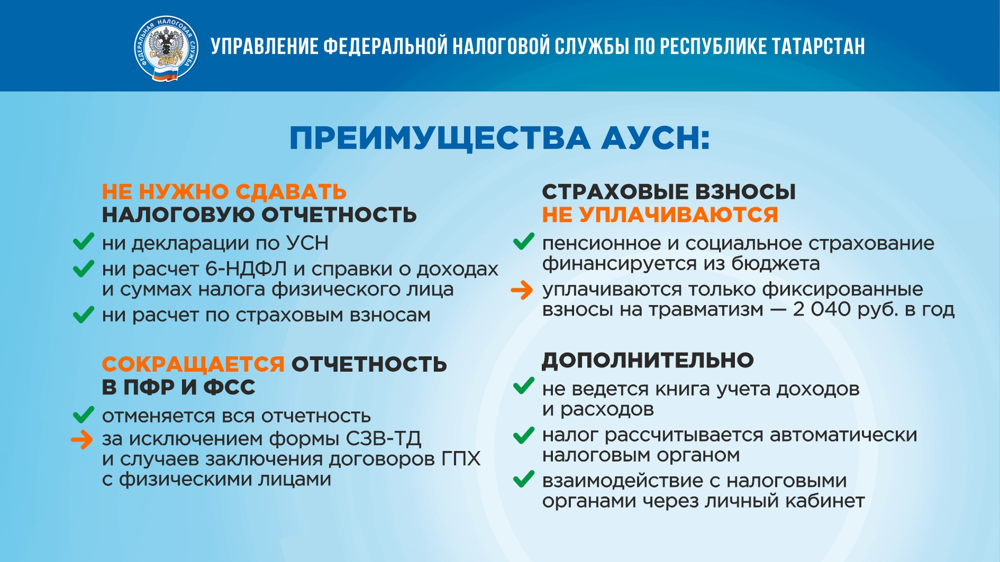 ФЕДЕРАЛЬНАЯ НАЛОГОВАЯ СЛУЖБА
УПРАВЛЕНИЕ ФЕДЕРАЛЬНОЙ НАЛОГОВОЙ СЛУЖБЫ ПО РЕСПУБЛИКЕ ТАТАРСТАН
ПРЕИМУЩЕСТВА АУСН:
НЕ НУЖНО СДАВАТЬ
НАЛОГОВУЮ ОТЧЕТНОСТЬ
ни декларации по УСН
ни расчет 6-НДФЛ и справки о доходах
и суммах налога физического лица
ни расчет по страховым взносам
СОКРАЩАЕТСЯ ОТЧЕТНОСТЬ
В ПФР И ФСС
отменяется вся отчетность
за исключением формы СЗВ-ТД
и случаев заключения договоров ГПХ
с физическими лицами
СТРАХОВЫЕ ВЗНОСЫ
НЕ УПЛАЧИВАЮТСЯ
пенсионное и социальное страхование
финансируется из бюджета
уплачиваются только фиксированные
взносы на травматизм — 2 040 руб. в год
ДОПОЛНИТЕЛЬНО
не ведется книга учета доходов
и расходов
налог рассчитывается автоматически
налоговым органом
взаимодействие с налоговыми
органами через личный кабинет